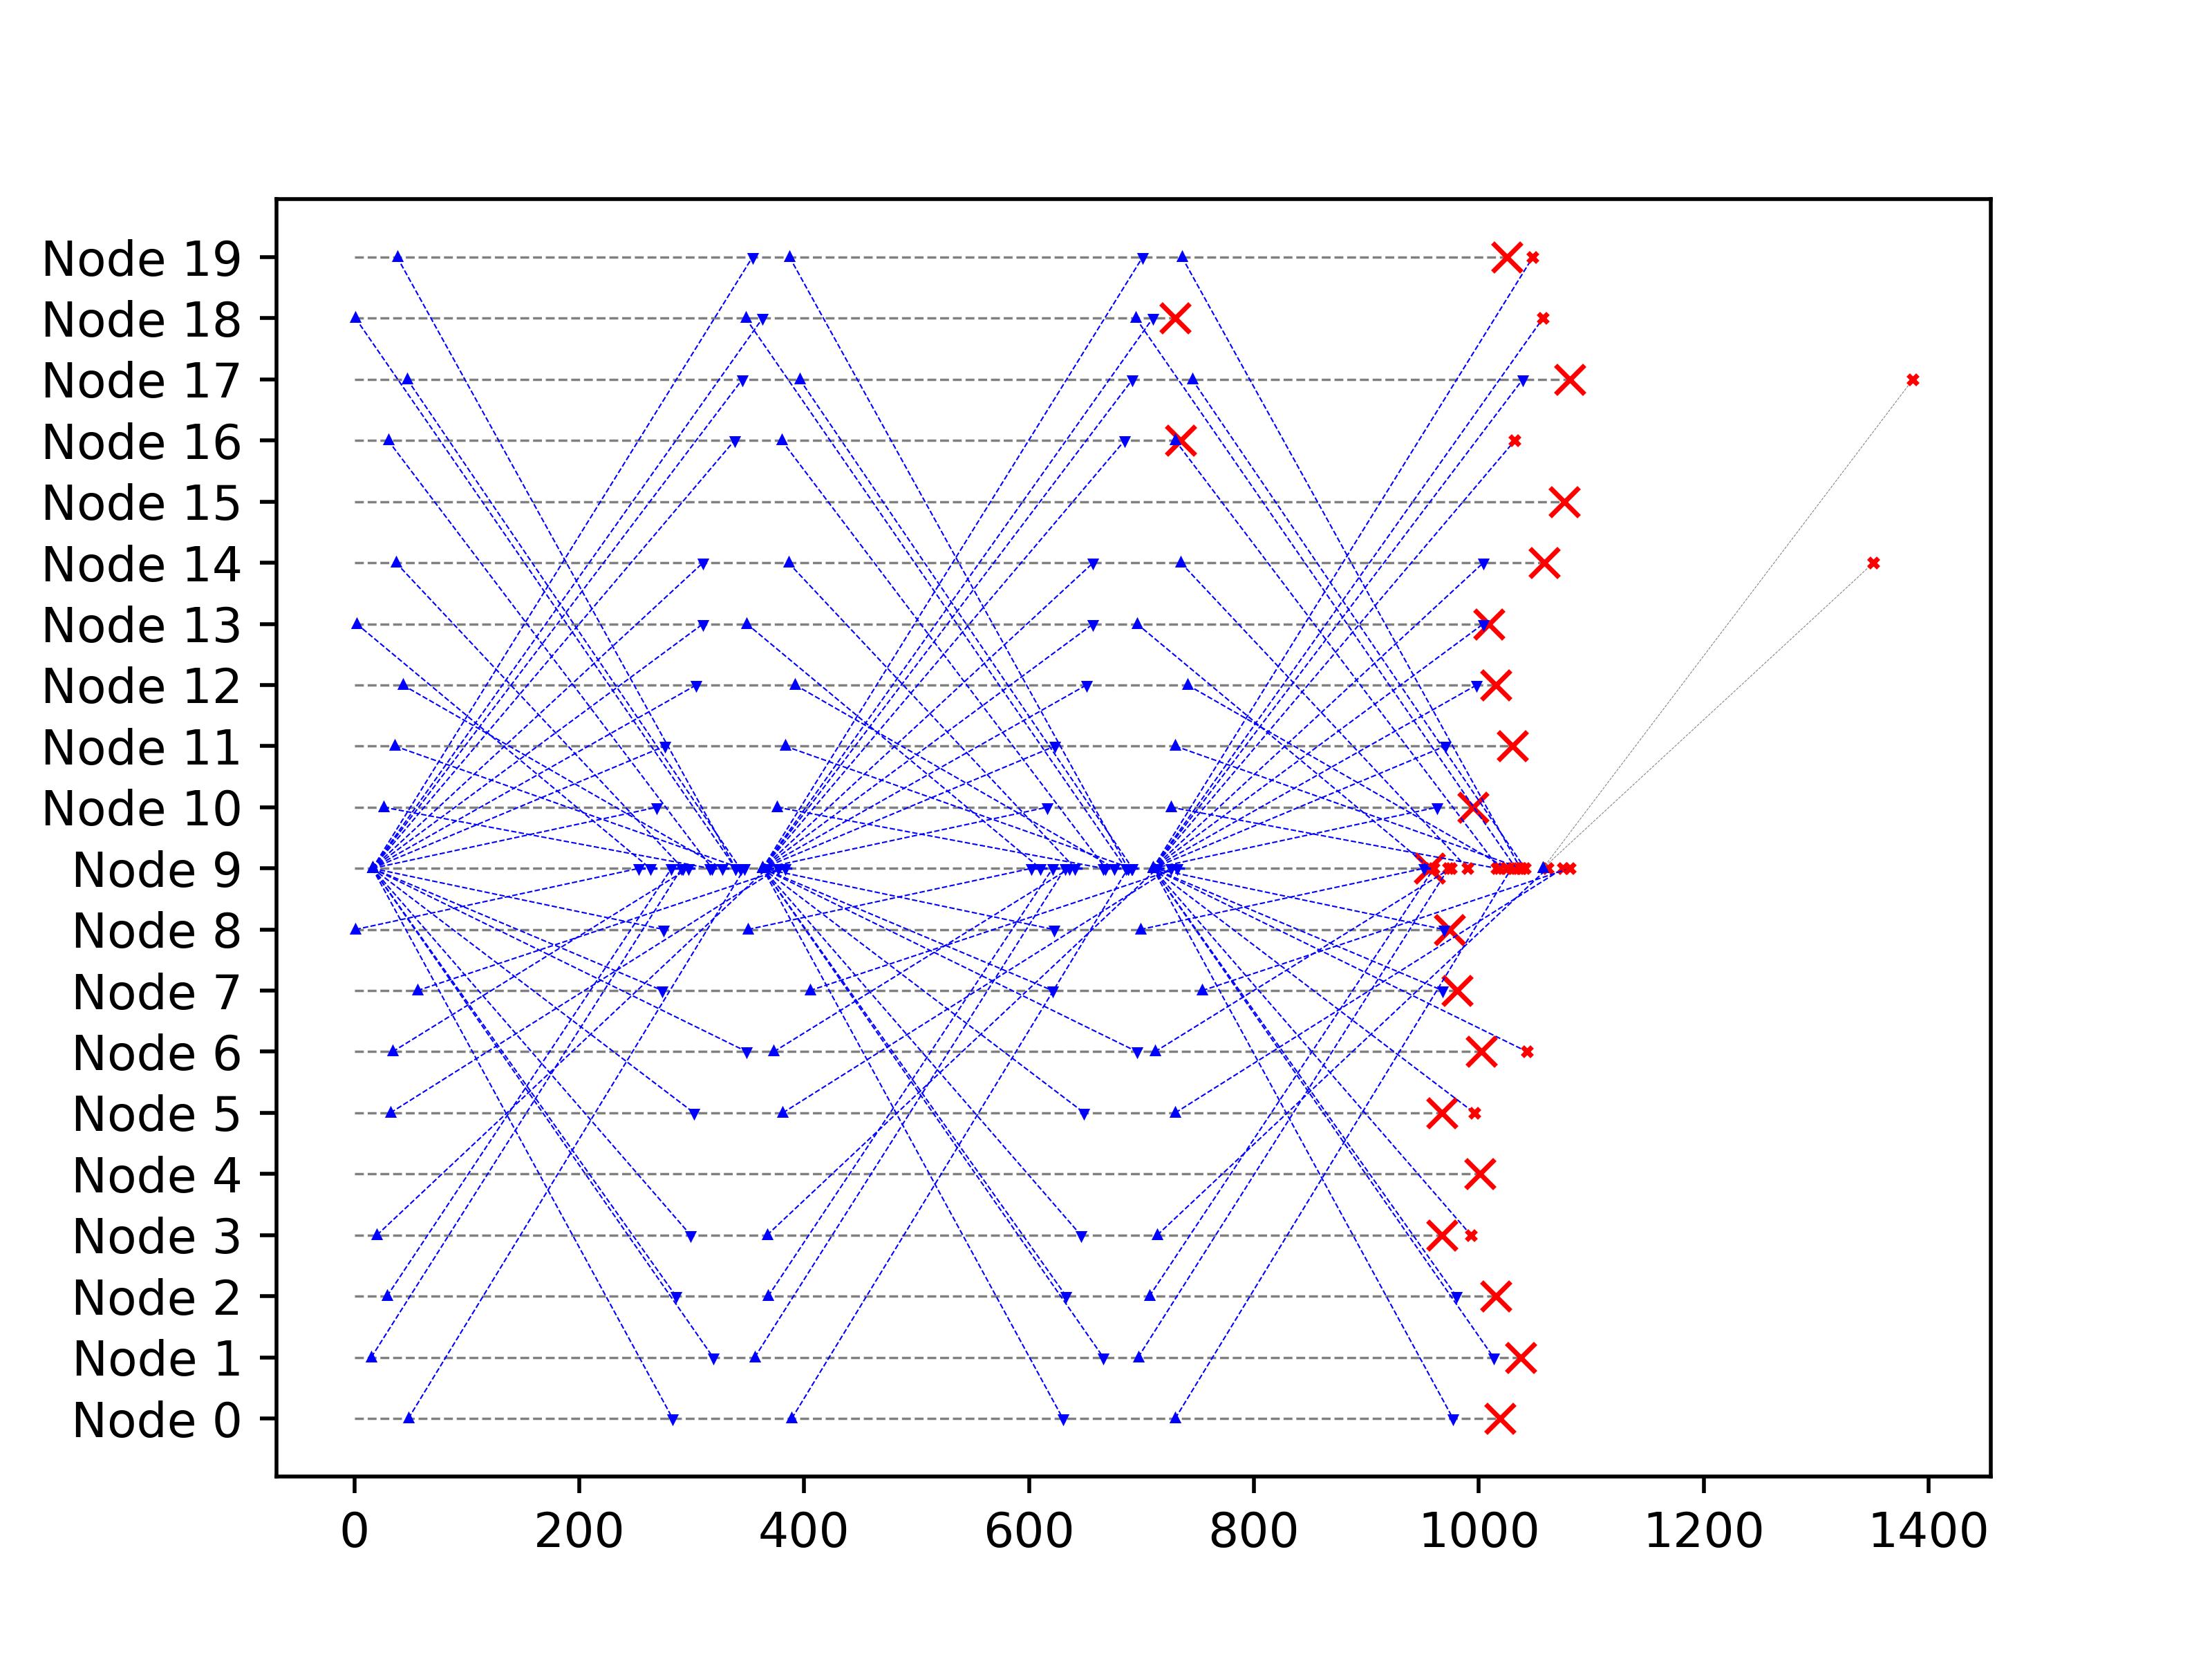 Node 19
Node 18
Node 17
Node 16
Node 15
Node 14
Node 13
Node 12
Node 11
Node 10
Node 9
Node 8
Node 7
Node 6
Node 5
Node 4
Node 3
Node 2
Node 1
Node 0
0 200 400 600 800 1000 1200 1400